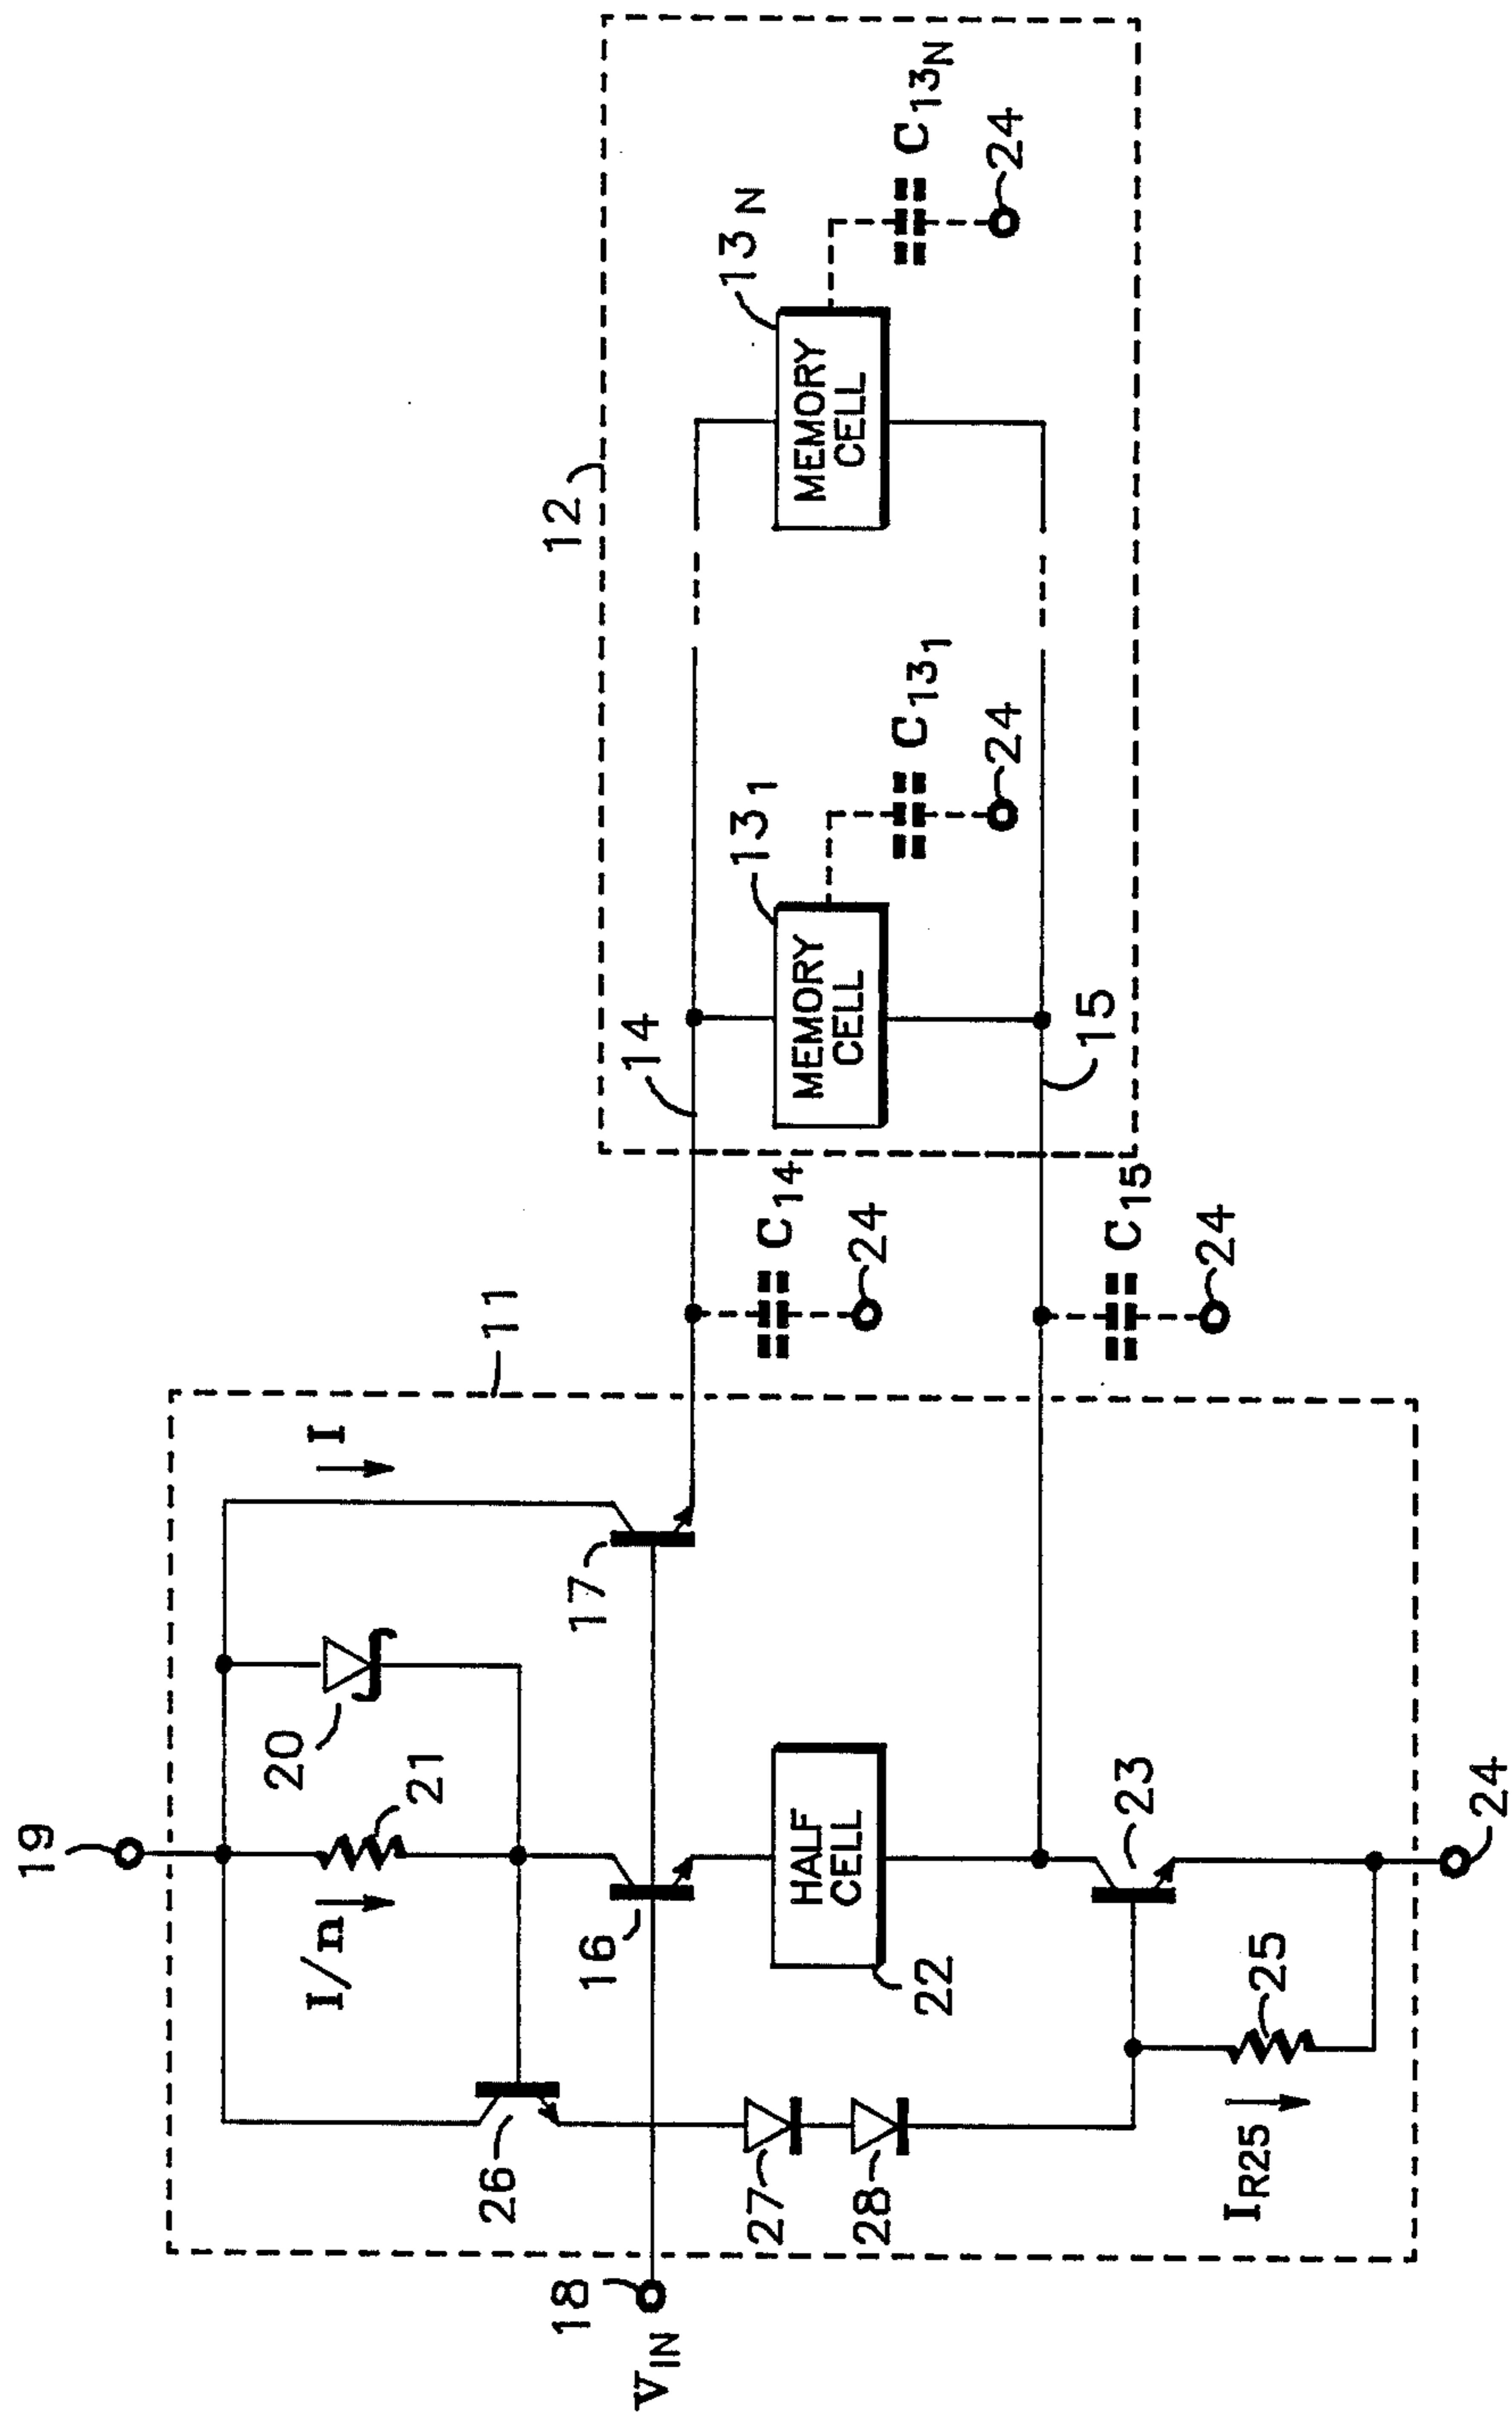 19
11
12
I/n
21
20
I
26
16
17
14
13₁
13N
18
VIN
27
28
22
HALF
CELL
C₁₄
24
MEMORY
CELL
C₁₃₁
24
MEMORY
CELL
C₁₃N
24
15
23
25
IR25
C₁₅
24
24